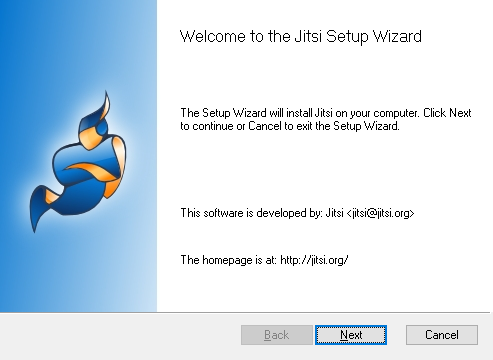 Welcome to the Jitsi Setup Wizard
The Setup Wizard will install Jitsi on your computer. Click Next
to continue or Cancel to exit the Setup Wizard.
This software is developed by: Jitsi <jitsi@jitsi.org>
The homepage is at: http://jitsi.org/
Back
Next
Cancel